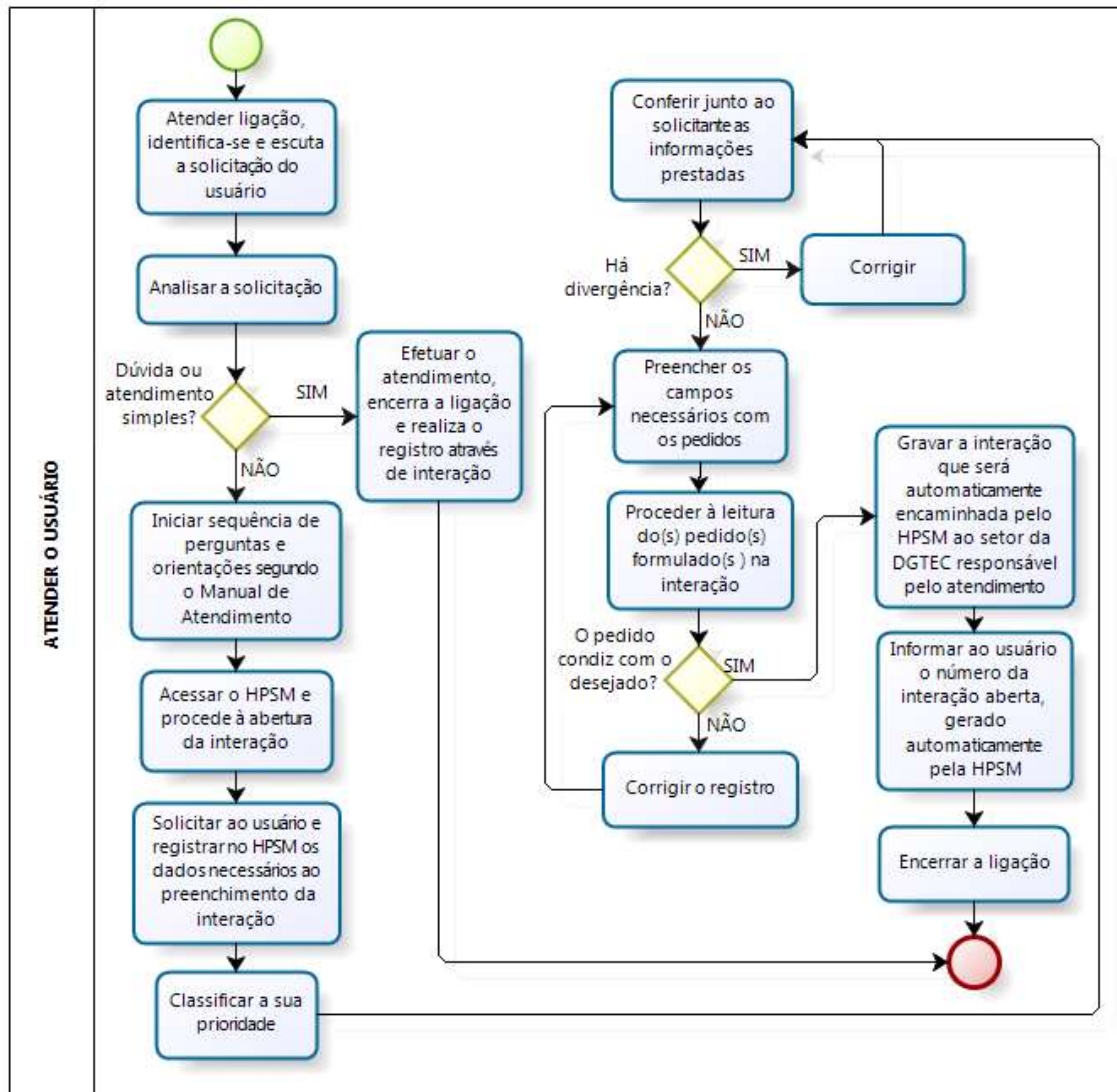 ATENDER O USUÁRIO
Atender ligação,
identifica-se e escuta
a solicitação do
usuário
Analisar a solicitação
Dúvida ou
atendimento
simples?
SIM
NÃO
Efetuar o
atendimento,
encerra a ligação
e realiza o
registro através
de interação
Iniciar sequência de
perguntas e
orientações segundo
o Manual de
Atendimento
Acessar o HPSM e
procede à abertura
da interação
Solicitar ao usuário e
registrar no HPSM os
dados necessários ao
preenchimento da
interação
Classificar a sua
prioridade
Conferir junto ao
solicitante as
informações
prestadas
Há
divergência?
SIM
Corrigir
NÃO
Preencher os
campos
necessários com
os pedidos
Proceder à leitura
do(s) pedido(s)
formulado(s ) na
interação
O pedido
condiz com o
desejado?
SIM
NÃO
Corrigir o registro
Gravar a interação
que será
automaticamente
encaminhada pelo
HPSM ao setor da
DGTEC responsável
pelo atendimento
Informar ao usuário
o número da
interação aberta,
gerado
automaticamente
pela HPSM
Encerrar a ligação